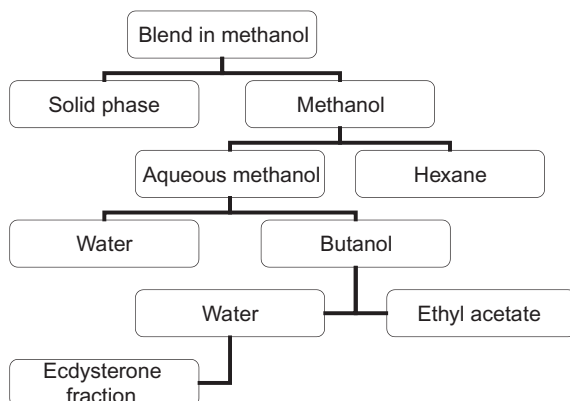 Blend in methanol
Solid phase
Methanol
Aqueous methanol
Hexane
Water
Butanol
Water
Ethyl acetate
Ecdysterone
fraction